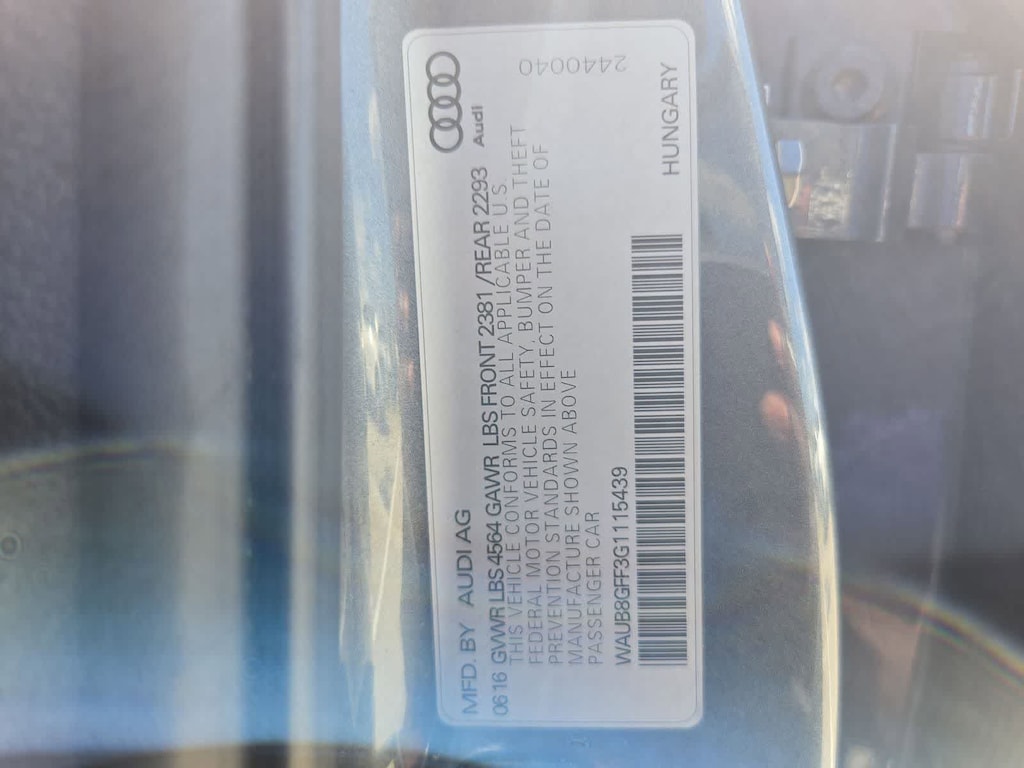 MFD. BY AUDI AG
Audi
0616 GVWR LBS 4564 GAWR LBS FRONT 2381 /REAR 2293
THIS VEHICLE CONFORMS TO ALL APPLICABLE U.S.
FEDERAL MOTOR VEHICLE SAFETY, BUMPER AND THEFT
PREVENTION STANDARDS IN EFFECT ON THE DATE OF
MANUFACTURE SHOWN ABOVE
PASSENGER CAR
2440040
WAUB8GFF3G1115439
HUNGARY